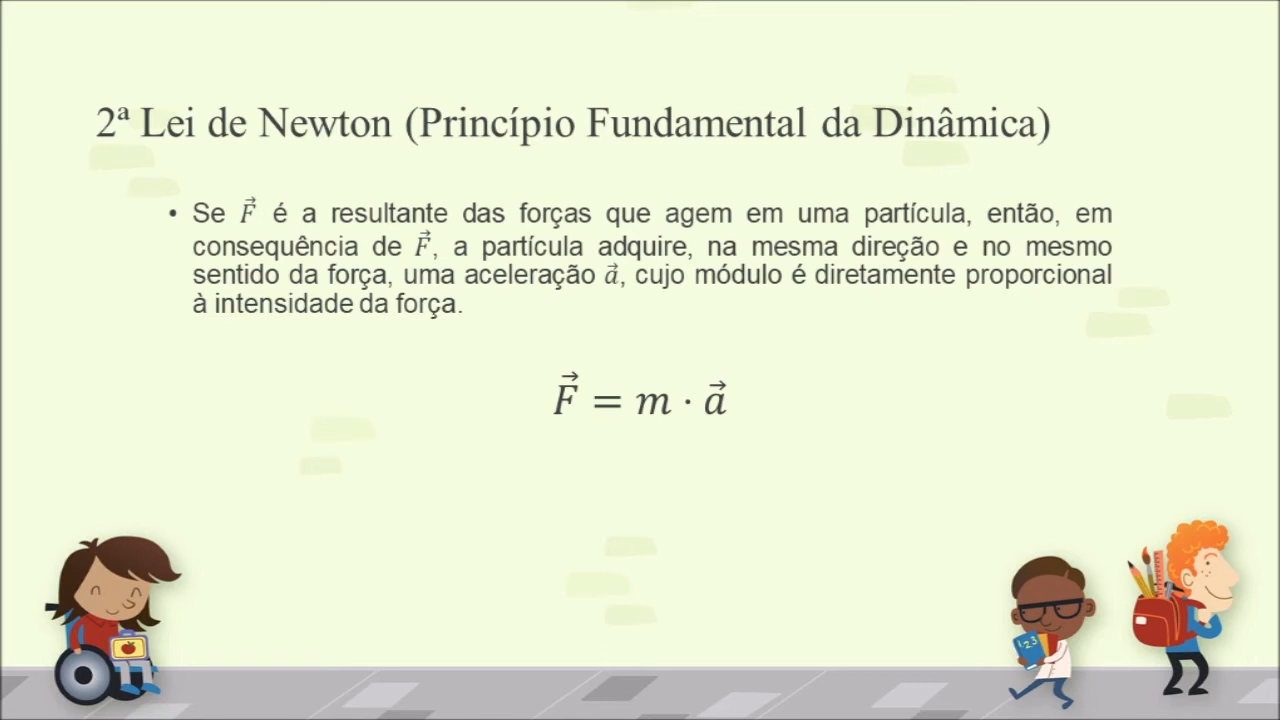 2ª Lei de Newton (Princípio Fundamental da Dinâmica)
• Se F⃗ é a resultante das forças que agem em uma partícula, então, em
consequência de F⃗, a partícula adquire, na mesma direção e no mesmo
sentido da força, uma aceleração a⃗, cujo módulo é diretamente proporcional
à intensidade da força.
F⃗ = m · a⃗
123